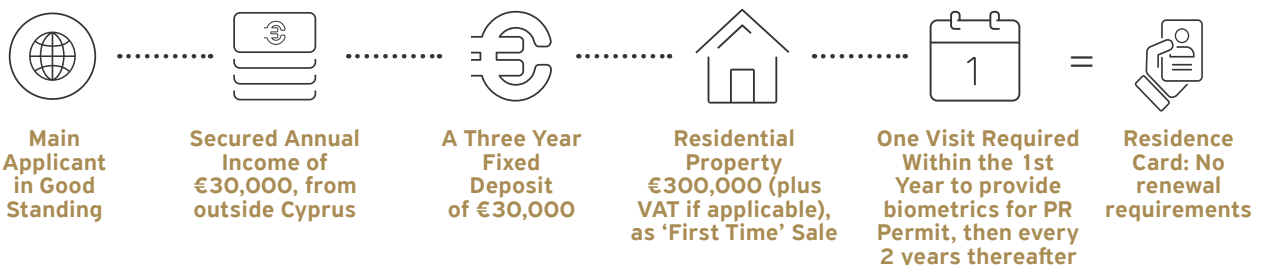 1
=
Main
Applicant
in Good
Standing
Secured Annual
Income of
€30,000, from
outside Cyprus
A Three Year
Fixed
Deposit
of €30,000
Residential
Property
€300,000 (plus
VAT if applicable),
as ‘First Time’ Sale
One Visit Required
Within the 1st
Year to provide
biometrics for PR
Permit, then every
2 years thereafter
Residence
Card: No
renewal
requirements